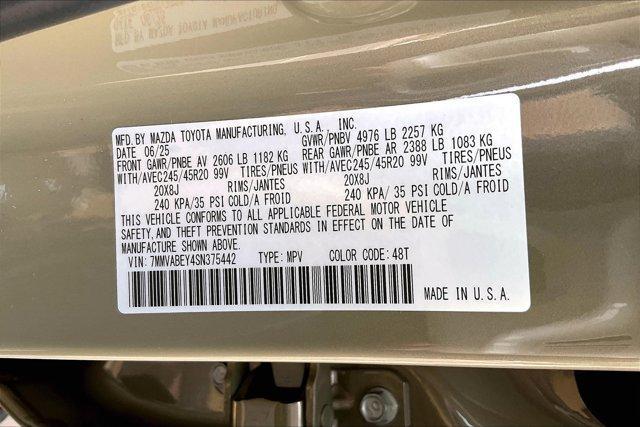 MFD. BY MAZDA TOYOTA MANUFACTURING, U.S.A., INC.
DATE 06/25 GVWR/PNBV 4976 LB 2257 KG
FRONT GAWR/PNBE AV 2606 LB 1182 KG REAR GAWR/PNBE AR 2388 LB 1083 KG
WITH/AVEC245/45R20 99V TIRES/PNEUS WITH/AVEC245/45R20 99V TIRES/PNEUS
20X8J RIMS/JANTES 20X8J RIMS/JANTES
240 KPA/35 PSI COLD/A FROID 240 KPA/35 PSI COLD/A FROID
THIS VEHICLE CONFORMS TO ALL APPLICABLE FEDERAL MOTOR VEHICLE
SAFETY, AND THEFT PREVENTION STANDARDS IN EFFECT ON THE DATE OF
MANUFACTURE SHOWN ABOVE.
VIN: 7MMVABEY4SN375442 TYPE: MPV COLOR CODE: 48T
MADE IN U.S.A.